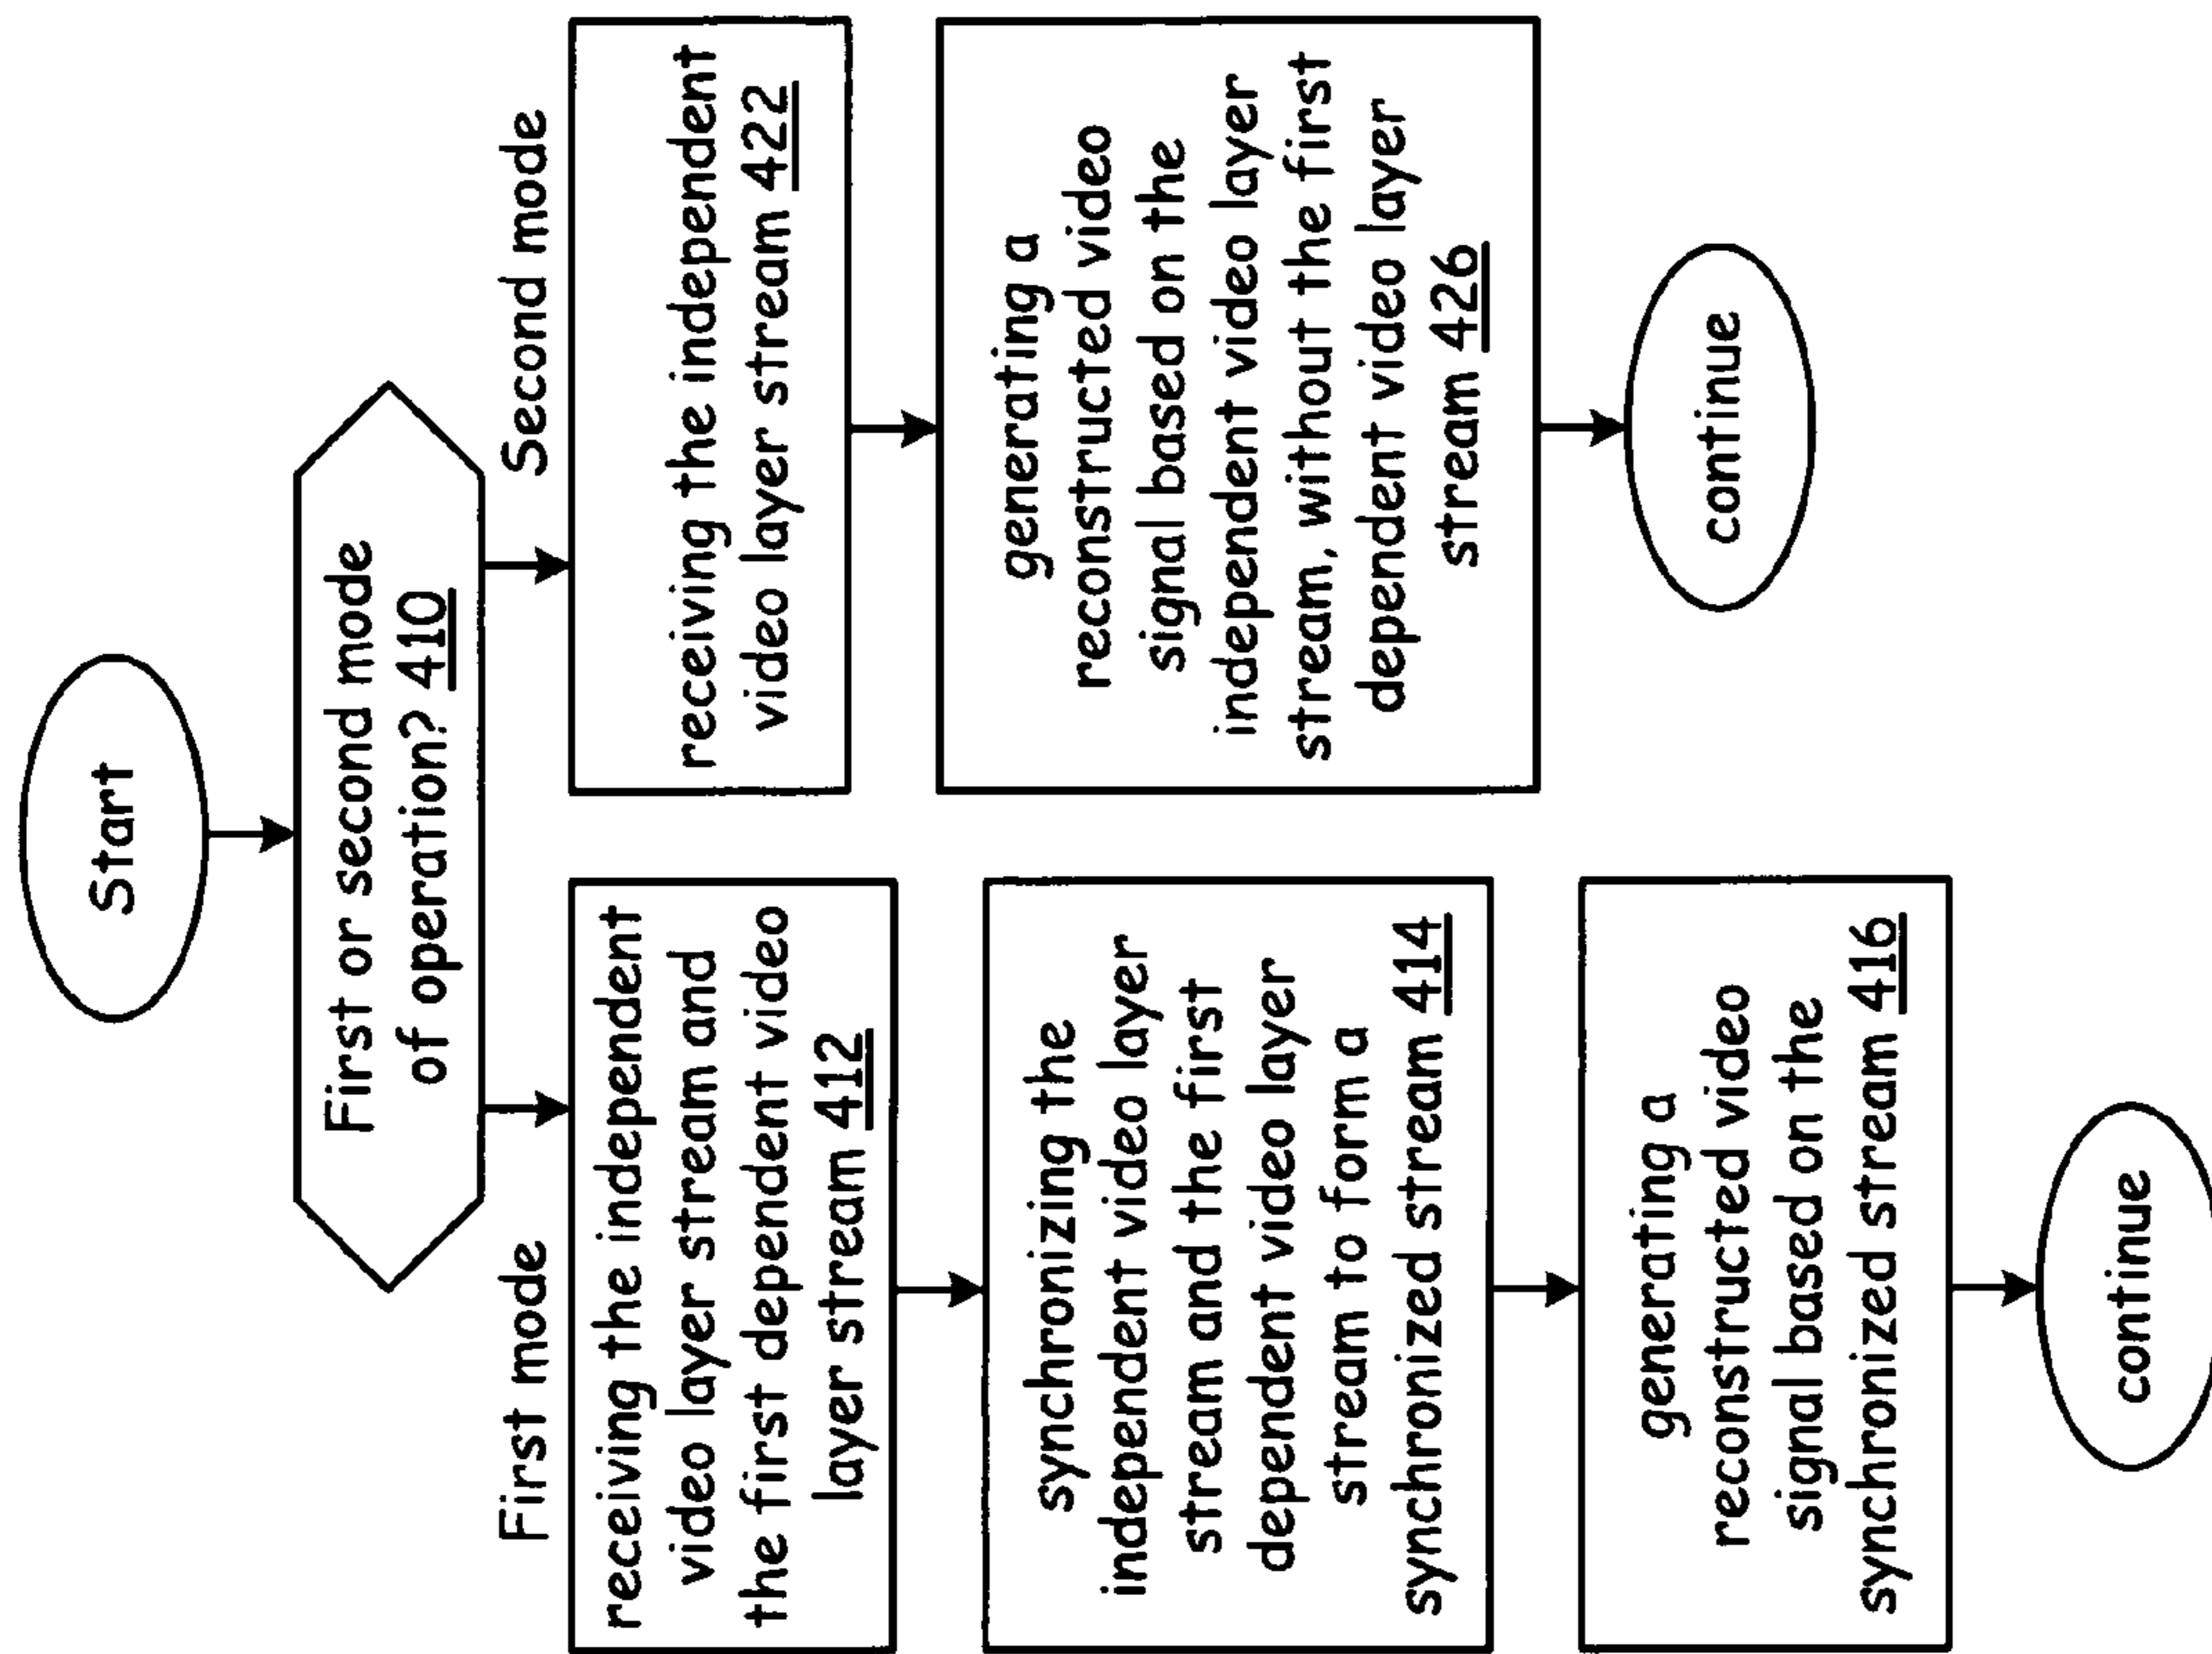 Start
First or second mode
of operation? 410
First mode
receiving the independent
video layer stream and
the first dependent video
layer stream 412
synchronizing the
independent video layer
stream and the first
dependent video layer
stream to form a
synchronized stream 414
generating a
reconstructed video
signal based on the
synchronized stream 416
continue
Second mode
receiving the independent
video layer stream 422
generating a
reconstructed video
signal based on the
independent video layer
stream, without the first
dependent video layer
stream 426
continue